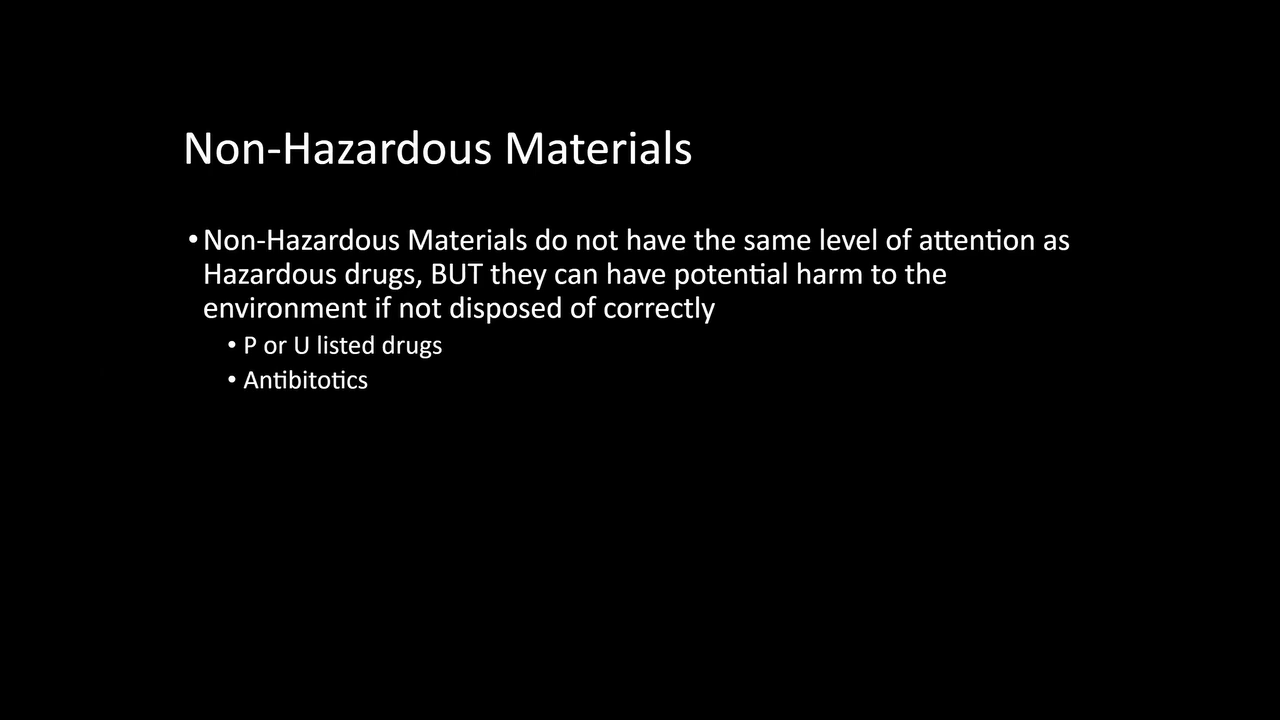 Non-Hazardous Materials
•Non-Hazardous Materials do not have the same level of attention as
Hazardous drugs, BUT they can have potential harm to the
environment if not disposed of correctly
• P or U listed drugs
• Antibitotics